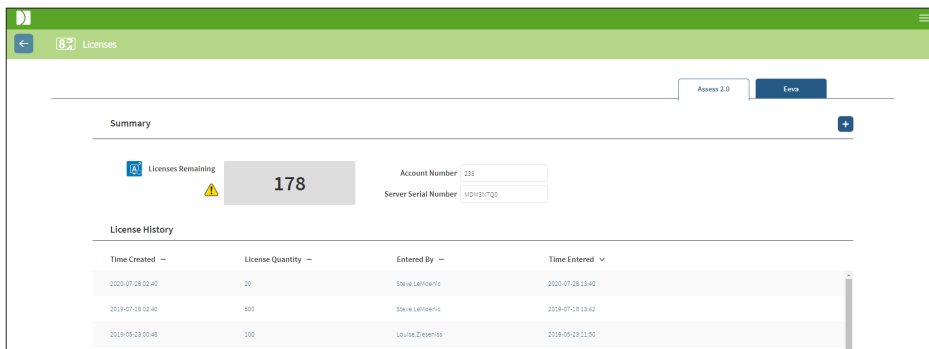 Licenses
Assess 2.0 Eeva
Summary
Licenses Remaining
178
Account Number 233
Server Serial Number MDM3NTQ0
License History
Time Created License Quantity Entered By Time Entered
2020-07-28 02:40 20 Steve.LeMoenic 2020-07-28 13:40
2019-07-18 02:40 500 Steve.LeMoenic 2019-07-18 13:42
2019-05-23 00:48 100 Louise.Zieseniss 2019-05-23 11:50